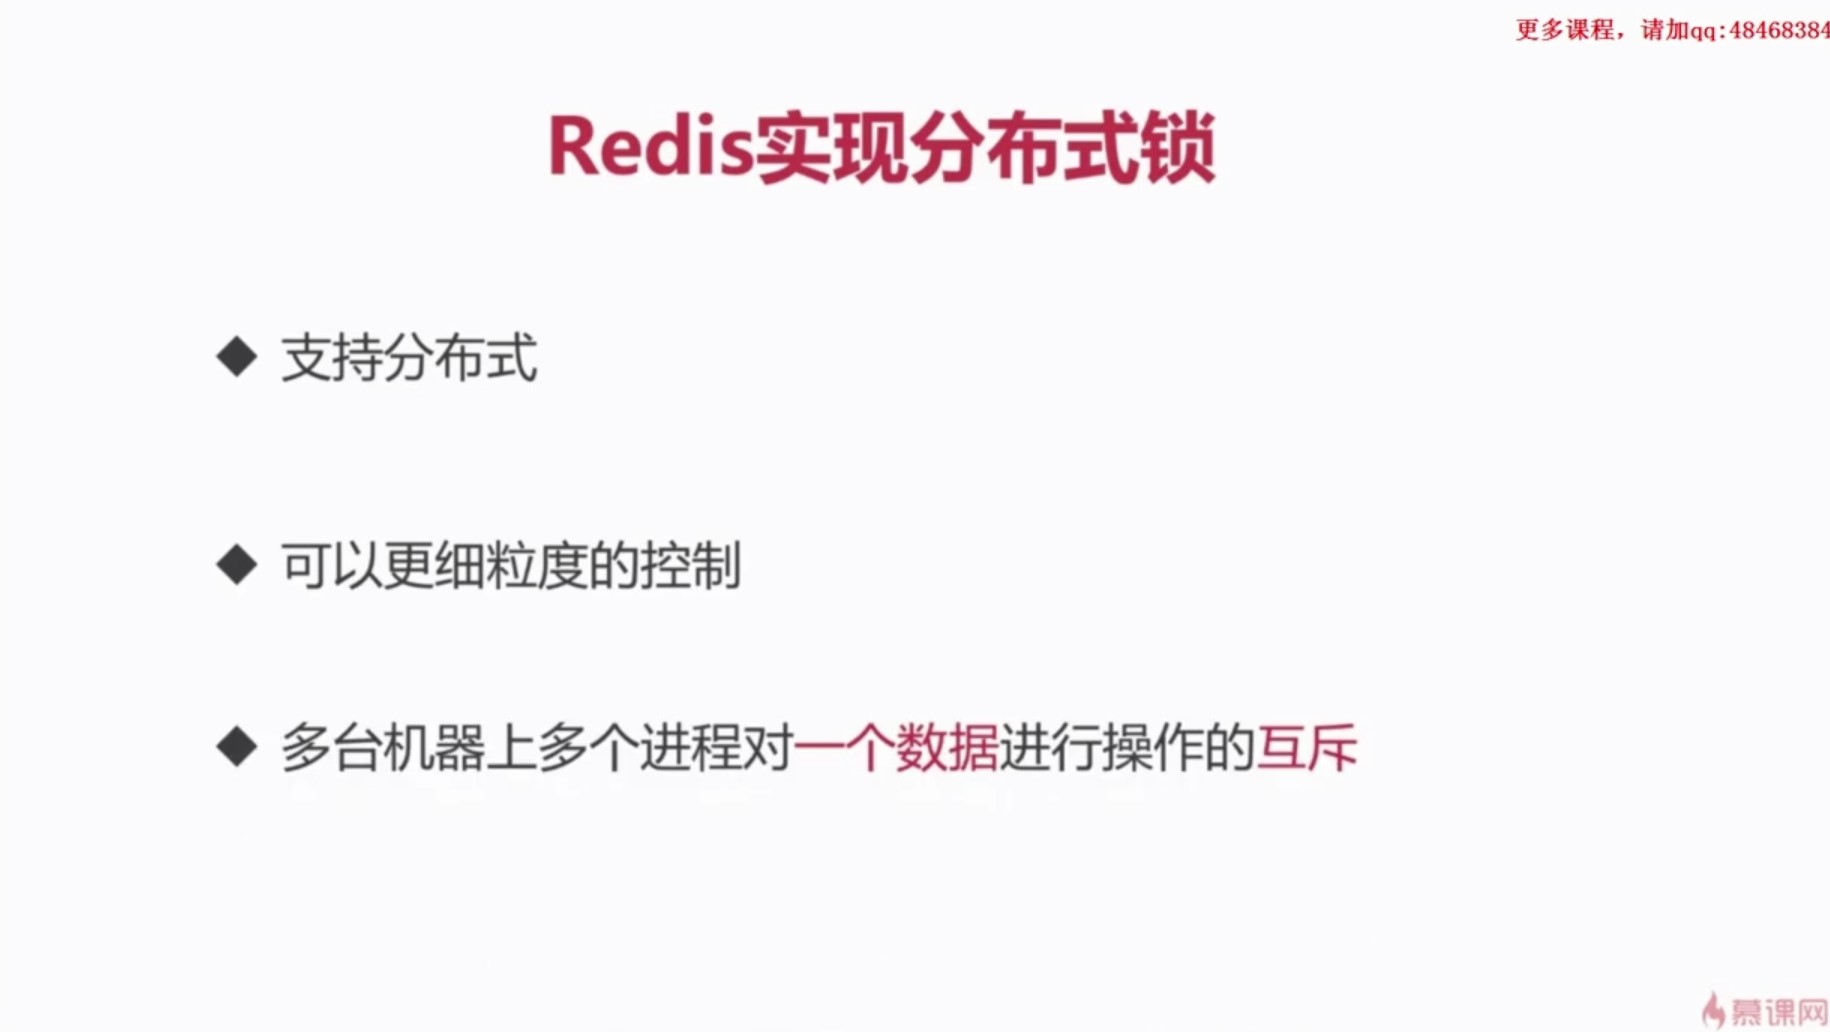 更多课程，请加qq:48468384
Redis实现分布式锁
◆ 支持分布式
◆ 可以更细粒度的控制
◆ 多台机器上多个进程对一个数据进行操作的互斥
慕课网